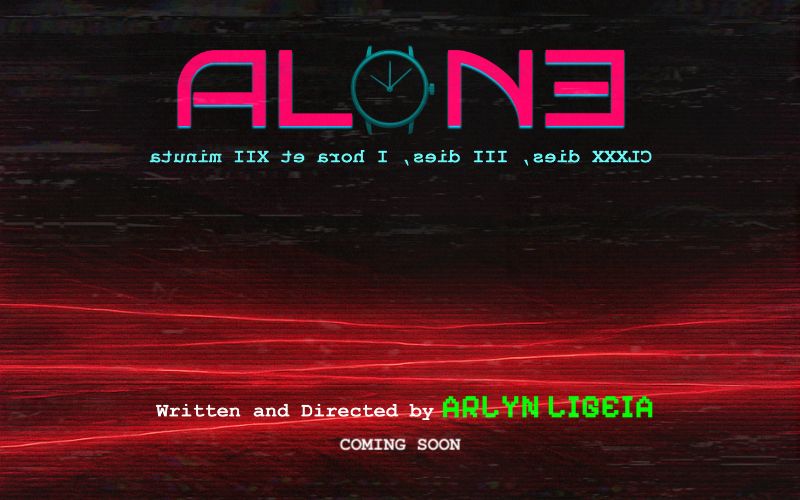 ALONE
CLXXX dies, III dies, I hora et XII minuta
Written and Directed by ARLYN LIGEIA
COMING SOON